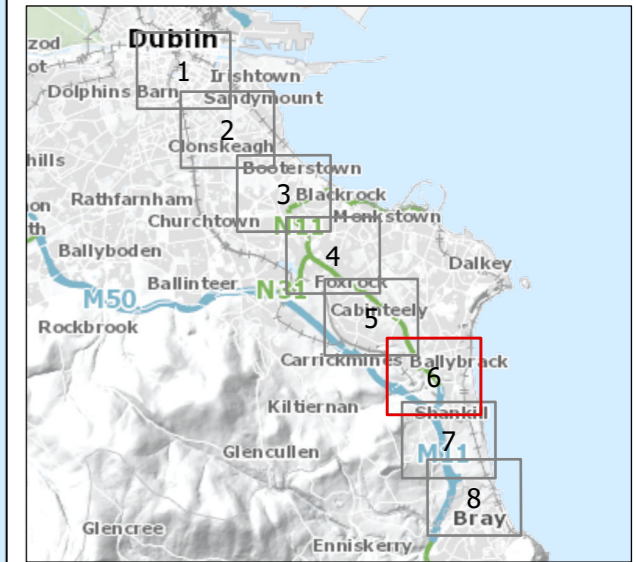 zod
Dublin
ot
1
Irishtown
Dolphins Barn
Sandymount
2
Clonskeagh
hills
Booterstown
3
Blackrock
on
Rathfarnham
Monkstown
th
Churchtown
N11
4
Ballyboden
Dalkey
Foxrock
Ballinteer
N31
M50
Cabinteely
5
Rockbrook
Carrickmines
Ballybrack
6
Kiltiernan
Shankill
7
Glencullen
M11
8
Bray
Glencree
Enniskerry